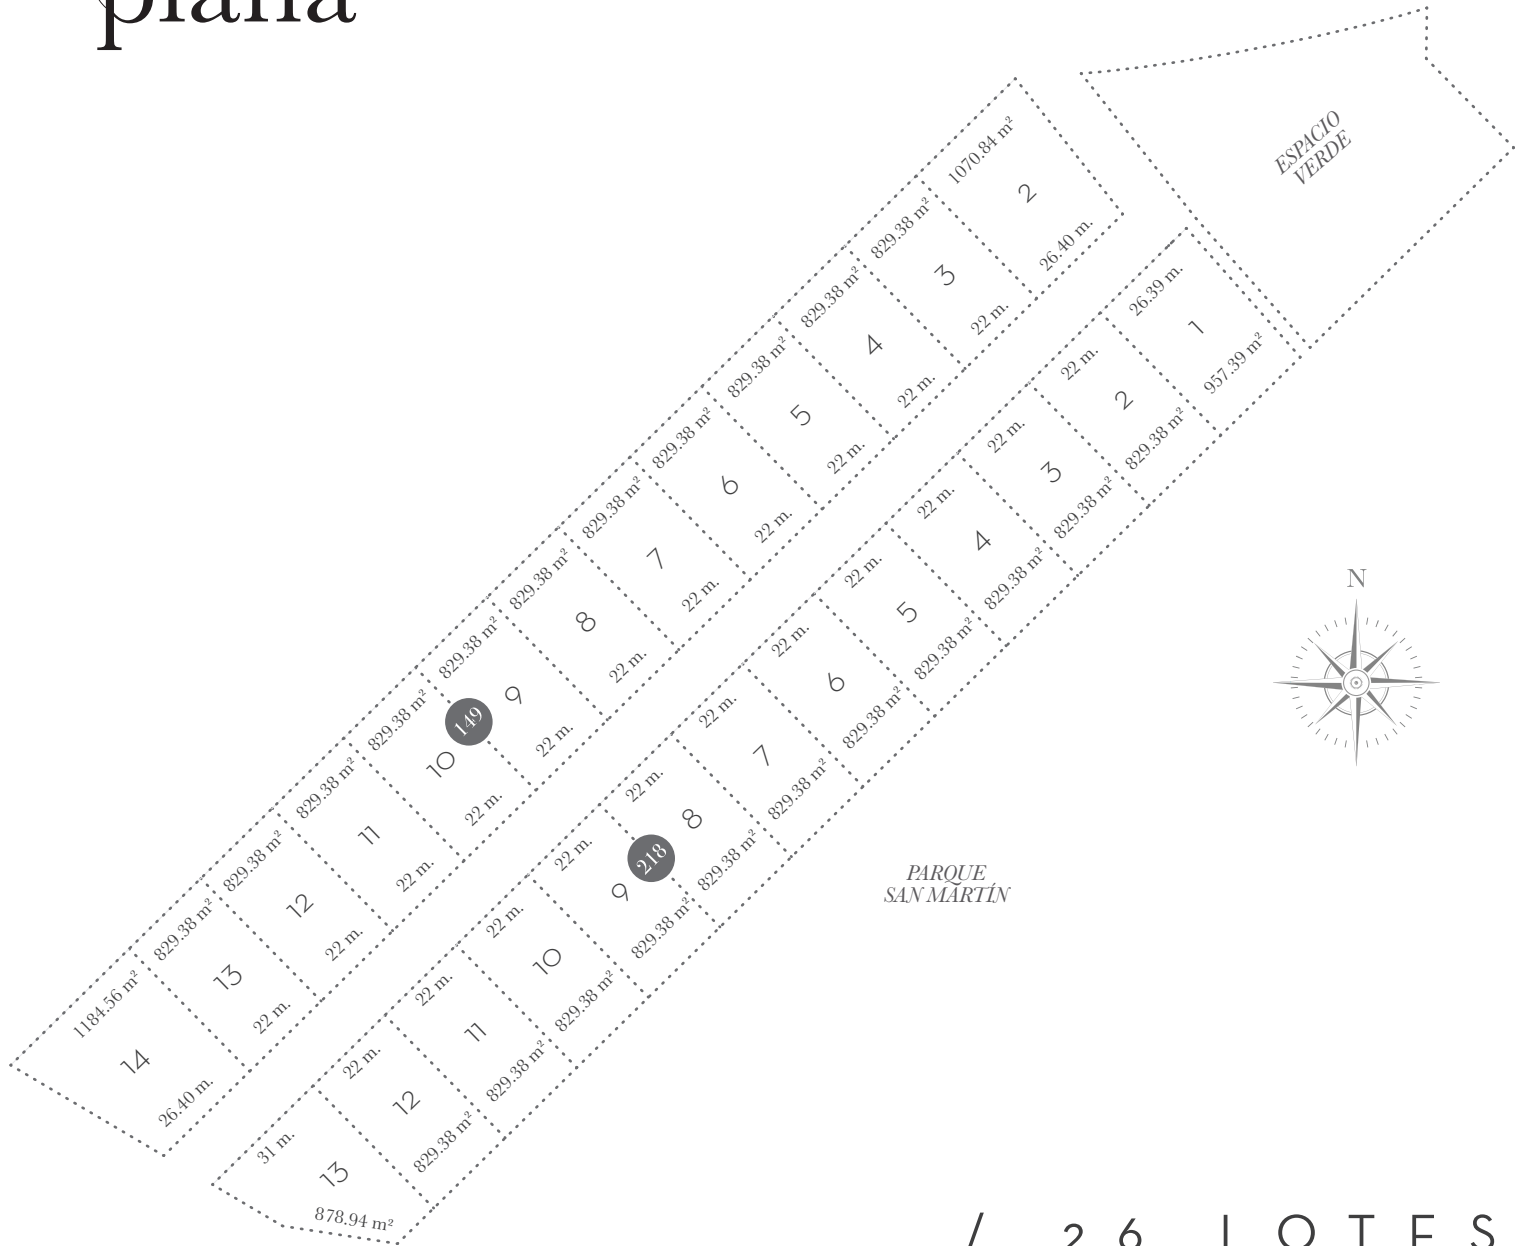 plana
ESPACIO
VERDE
1070.84 m²
2
26.40 m.
829.38 m²
3
22 m.
829.38 m²
4
22 m.
829.38 m²
5
22 m.
829.38 m²
6
22 m.
829.38 m²
7
22 m.
829.38 m²
8
22 m.
829.38 m²
9
22 m.
149
829.38 m²
10
22 m.
829.38 m²
11
22 m.
829.38 m²
12
22 m.
829.38 m²
13
22 m.
1184.56 m²
14
26.40 m.
26.39 m.
1
957.39 m²
22 m.
2
829.38 m²
22 m.
3
829.38 m²
22 m.
4
829.38 m²
22 m.
5
829.38 m²
22 m.
6
829.38 m²
22 m.
7
829.38 m²
22 m.
8
829.38 m²
218
22 m.
9
829.38 m²
22 m.
10
829.38 m²
22 m.
11
829.38 m²
22 m.
12
829.38 m²
31 m.
13
878.94 m²
N
PARQUE
SAN MARTÍN
/ 26 LOTES